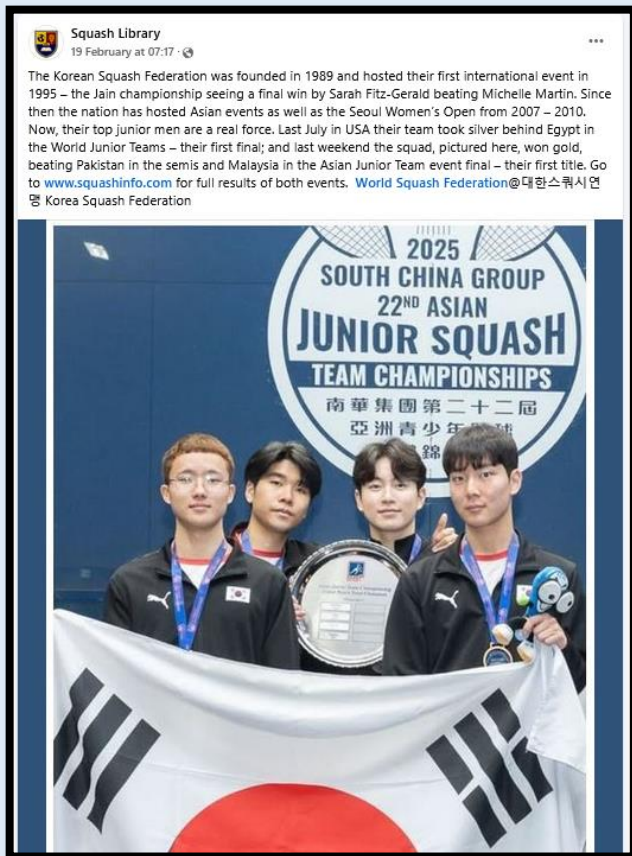 Squash Library
19 February at 07:17 ·
The Korean Squash Federation was founded in 1989 and hosted their first international event in
1995 – the Jain championship seeing a final win by Sarah Fitz-Gerald beating Michelle Martin. Since
then the nation has hosted Asian events as well as the Seoul Women's Open from 2007 – 2010.
Now, their top junior men are a real force. Last July in USA their team took silver behind Egypt in
the World Junior Teams – their first final; and last weekend the squad, pictured here, won gold,
beating Pakistan in the semis and Malaysia in the Asian Junior Team event final – their first title. Go
to www.squashinfo.com for full results of both events. World Squash Federation@대한스쿼시연
맹 Korea Squash Federation
2025
SOUTH CHINA GROUP
22ND ASIAN
JUNIOR SQUASH
TEAM CHAMPIONSHIPS
南華集團第二十二屆
亞洲青少年 球
錦